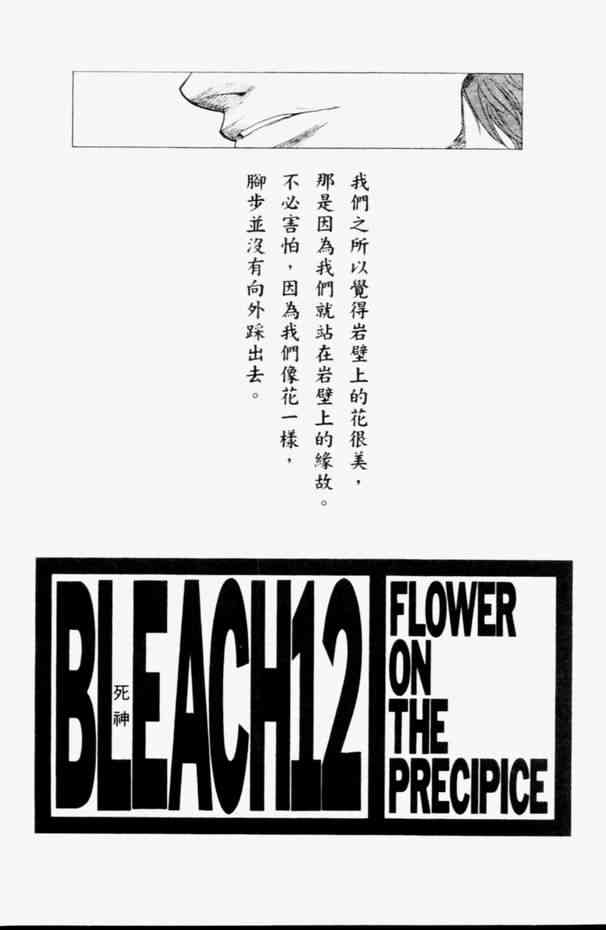 我們之所以覺得岩壁上的花很美，
那是因為我們就站在岩壁上的緣故。
不必害怕，因為我們像花一樣，
腳步並沒有向外踩出去。
BLEACH12
死神
FLOWER
ON
THE
PRECIPICE